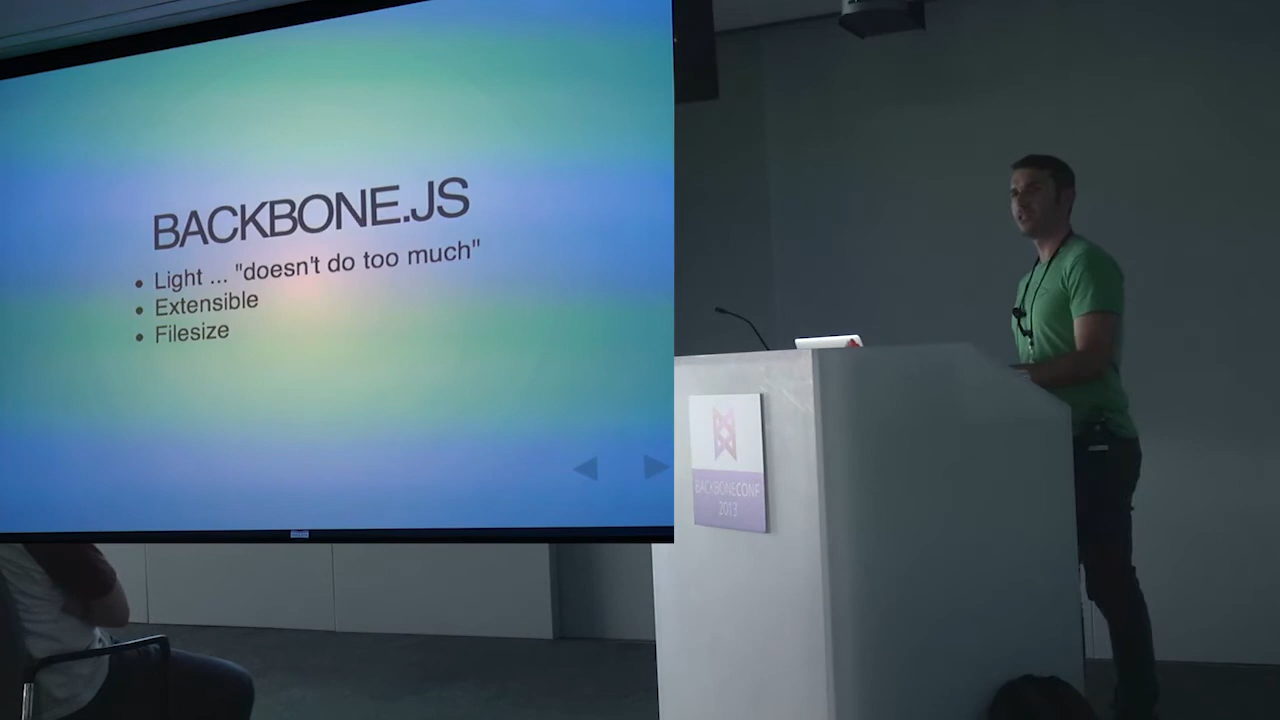 BACKBONE.JS
Light ... "doesn't do too much"
Extensible
Filesize
BACKBONECONF
2013